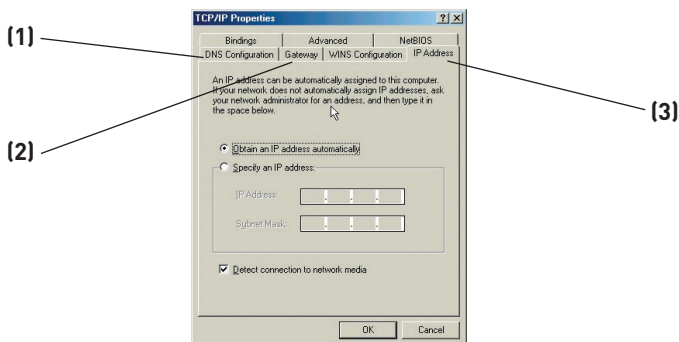 TCP/IP Properties
(1)
Bindings Advanced NetBIOS
DNS Configuration Gateway WINS Configuration IP Address
An IP address can be automatically assigned to this computer.
If your network does not automatically assign IP addresses, ask
your network administrator for an address, and then type it in
the space below.
(3)
(2)
Obtain an IP address automatically
Specify an IP address:
IP Address:
Subnet Mask:
Detect connection to network media
OK Cancel